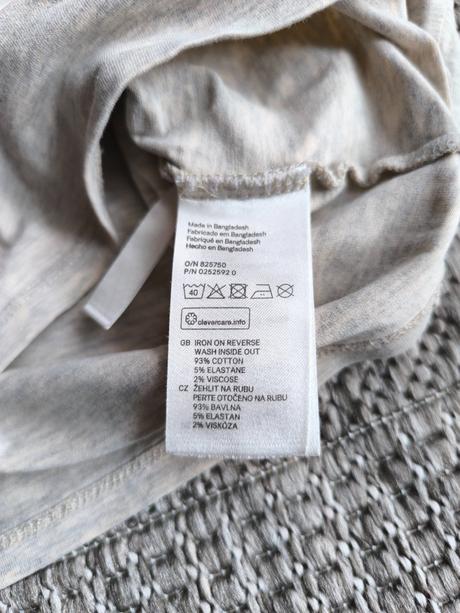 Made in Bangladesh
Fabricado em Bangladesh
Fabriqué en Bangladesh
Hecho en Bangladesh
O/N 825750
P/N 0252592 0
40
clevercare.info
GB IRON ON REVERSE
WASH INSIDE OUT
93% COTTON
5% ELASTANE
2% VISCOSE
CZ ŽEHLIT NA RUBU
PERTE OTOČENO NA RUBU
93% BAVLNA
5% ELASTAN
2% VISKÓZA